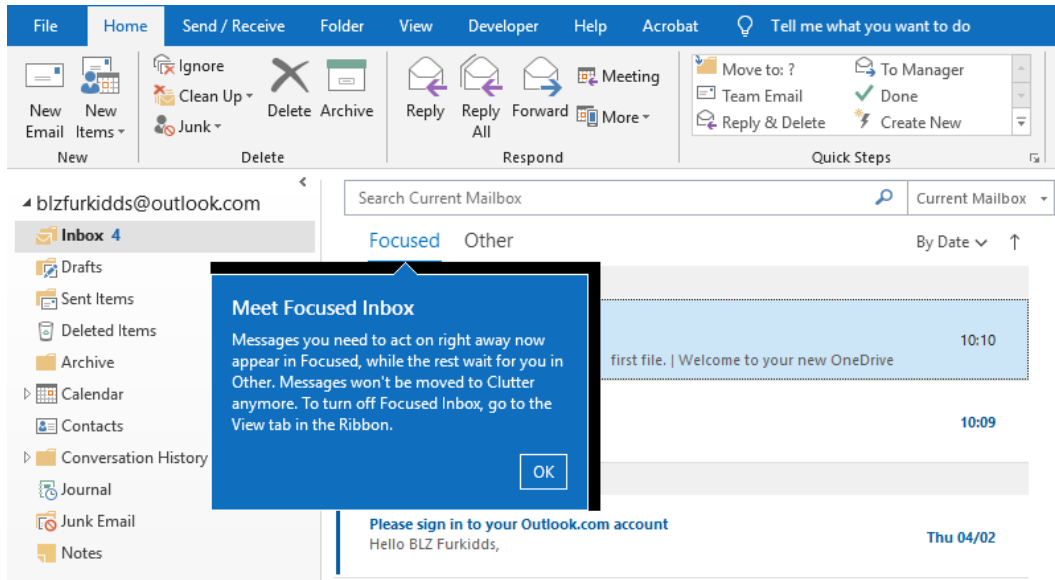 File Home Send / Receive Folder View Developer Help Acrobat Tell me what you want to do
Ignore
Clean Up
Junk
New
Email
New
Items
Delete
Archive
Reply
Reply
All
Forward
Meeting
More
Move to: ?
Team Email
Reply & Delete
To Manager
Done
Create New
New
Delete
Respond
Quick Steps
blzfurkidds@outlook.com
Inbox 4
Drafts
Sent Items
Deleted Items
Archive
Calendar
Contacts
Conversation History
Journal
Junk Email
Notes
Search Current Mailbox
Current Mailbox
Focused Other
By Date
Meet Focused Inbox
Messages you need to act on right away now
appear in Focused, while the rest wait for you in
Other. Messages won't be moved to Clutter
anymore. To turn off Focused Inbox, go to the
View tab in the Ribbon.
OK
10:10
first file. | Welcome to your new OneDrive
10:09
Please sign in to your Outlook.com account
Hello BLZ Furkidds,
Thu 04/02